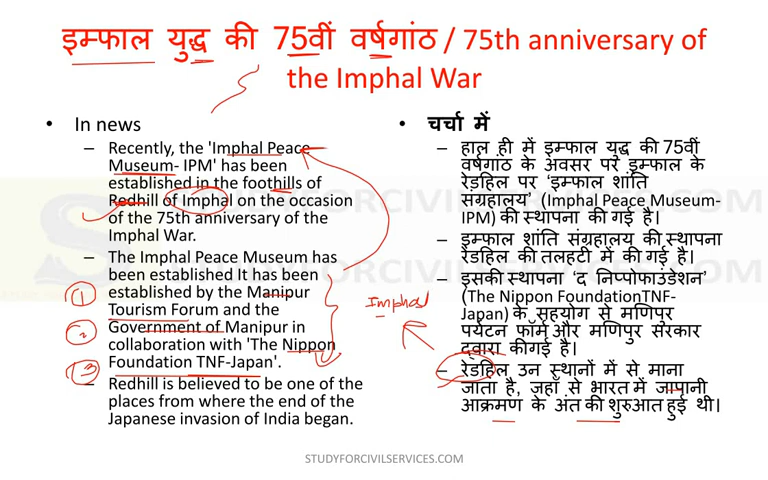 इम्फाल युद्ध की 75वीं वर्षगांठ / 75th anniversary of
the Imphal War
• In news
– Recently, the 'Imphal Peace
Museum- IPM' has been
established in the foothills of
Redhill of Imphal on the occasion
of the 75th anniversary of the
Imphal War.
– The Imphal Peace Museum has
been established It has been
established by the Manipur
Tourism Forum and the
Government of Manipur in
collaboration with 'The Nippon
Foundation TNF-Japan'.
– Redhill is believed to be one of the
places from where the end of the
Japanese invasion of India began.
1
2
3
Imphal
• चर्चा में
– हाल ही में इम्फाल युद्ध की 75वीं
वर्षगांठ के अवसर पर इम्फाल के
रेडहिल पर ‘इम्फाल शांति
संग्रहालय’ (Imphal Peace Museum-
IPM) की स्थापना की गई है।
– इम्फाल शांति संग्रहालय की स्थापना
रेडहिल की तलहटी में की गई है।
– इसकी स्थापना ‘द निप्पोफाउंडेशन’
(The Nippon FoundationTNF-
Japan) के सहयोग से मणिपुर
पर्यटन फॉर्म और मणिपुर सरकार
द्वारा कीगई है।
– रेडहिल उन स्थानों में से माना
जाता है, जहाँ से भारत में जापानी
आक्रमण के अंत की शुरुआत हुई थी।
STUDYFORCIVILSERVICES.COM